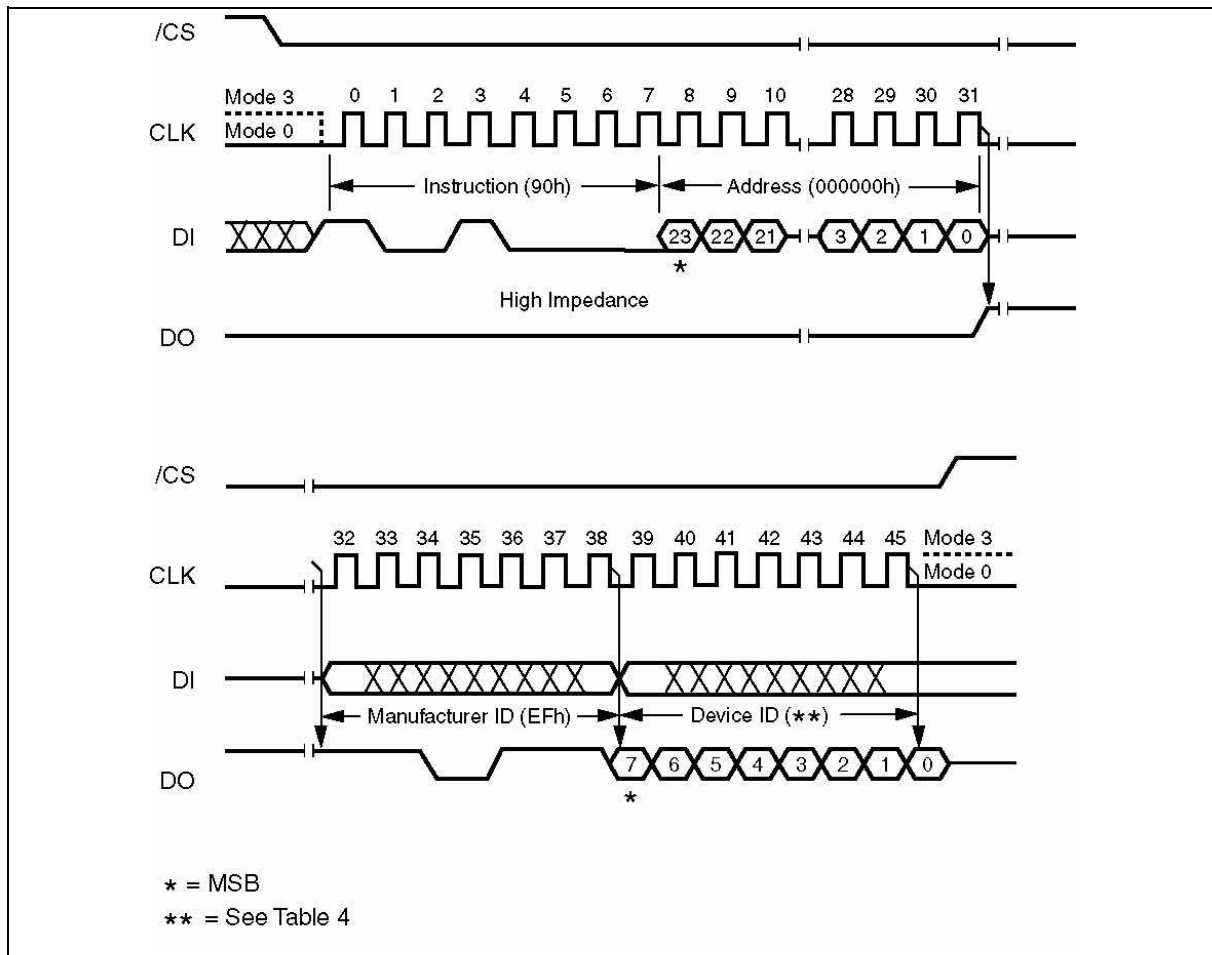 /CS
Mode 3 0 1 2 3 4 5 6 7 8 9 10 28 29 30 31
CLK Mode 0
Instruction (90h) Address (000000h)
DI 23 22 21 3 2 1 0
*
High Impedance
DO
/CS
32 33 34 35 36 37 38 39 40 41 42 43 44 45 Mode 3
CLK Mode 0
DI
Manufacturer ID (EFh) Device ID (**)
DO 7 6 5 4 3 2 1 0
*
* = MSB
** = See Table 4